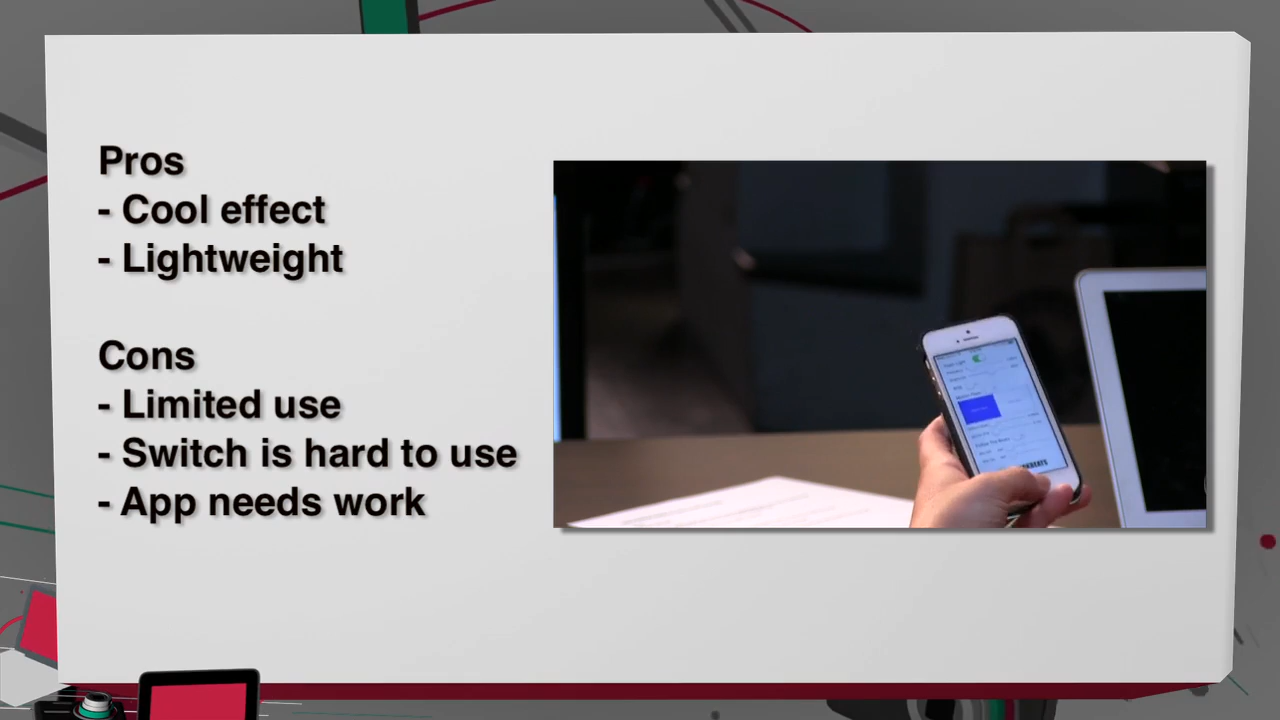 Pros
- Cool effect
- Lightweight
Cons
- Limited use
- Switch is hard to use
- App needs work